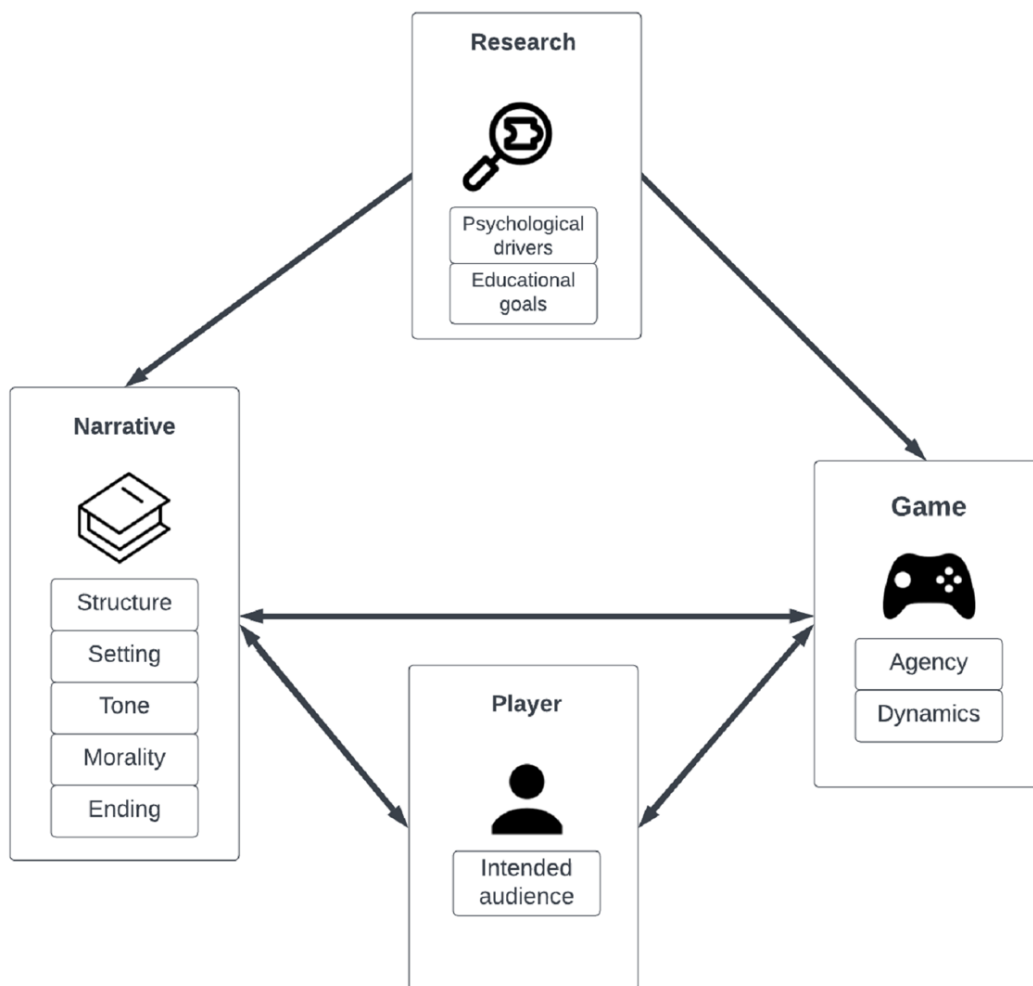 Research
Psychological
drivers
Educational
goals
Narrative
Structure
Setting
Tone
Morality
Ending
Game
Agency
Dynamics
Player
Intended
audience